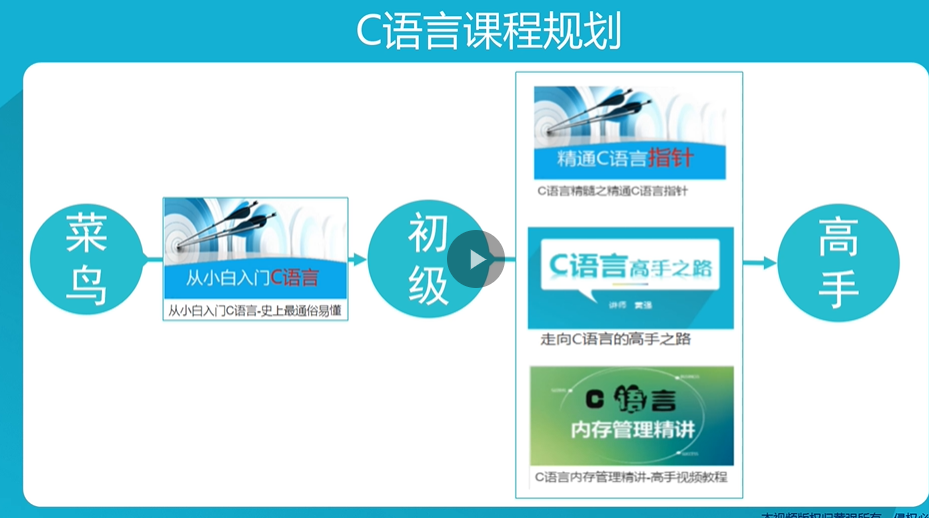 C语言课程规划
菜
鸟
从小白入门C语言
从小白入门C语言-史上最通俗易懂
初
级
精通C语言指针
C语言精髓之精通C语言指针
C语言高手之路
讲师
走向C语言的高手之路
C语言
内存管理精讲
C语言内存管理精讲-高手视频教程
高
手